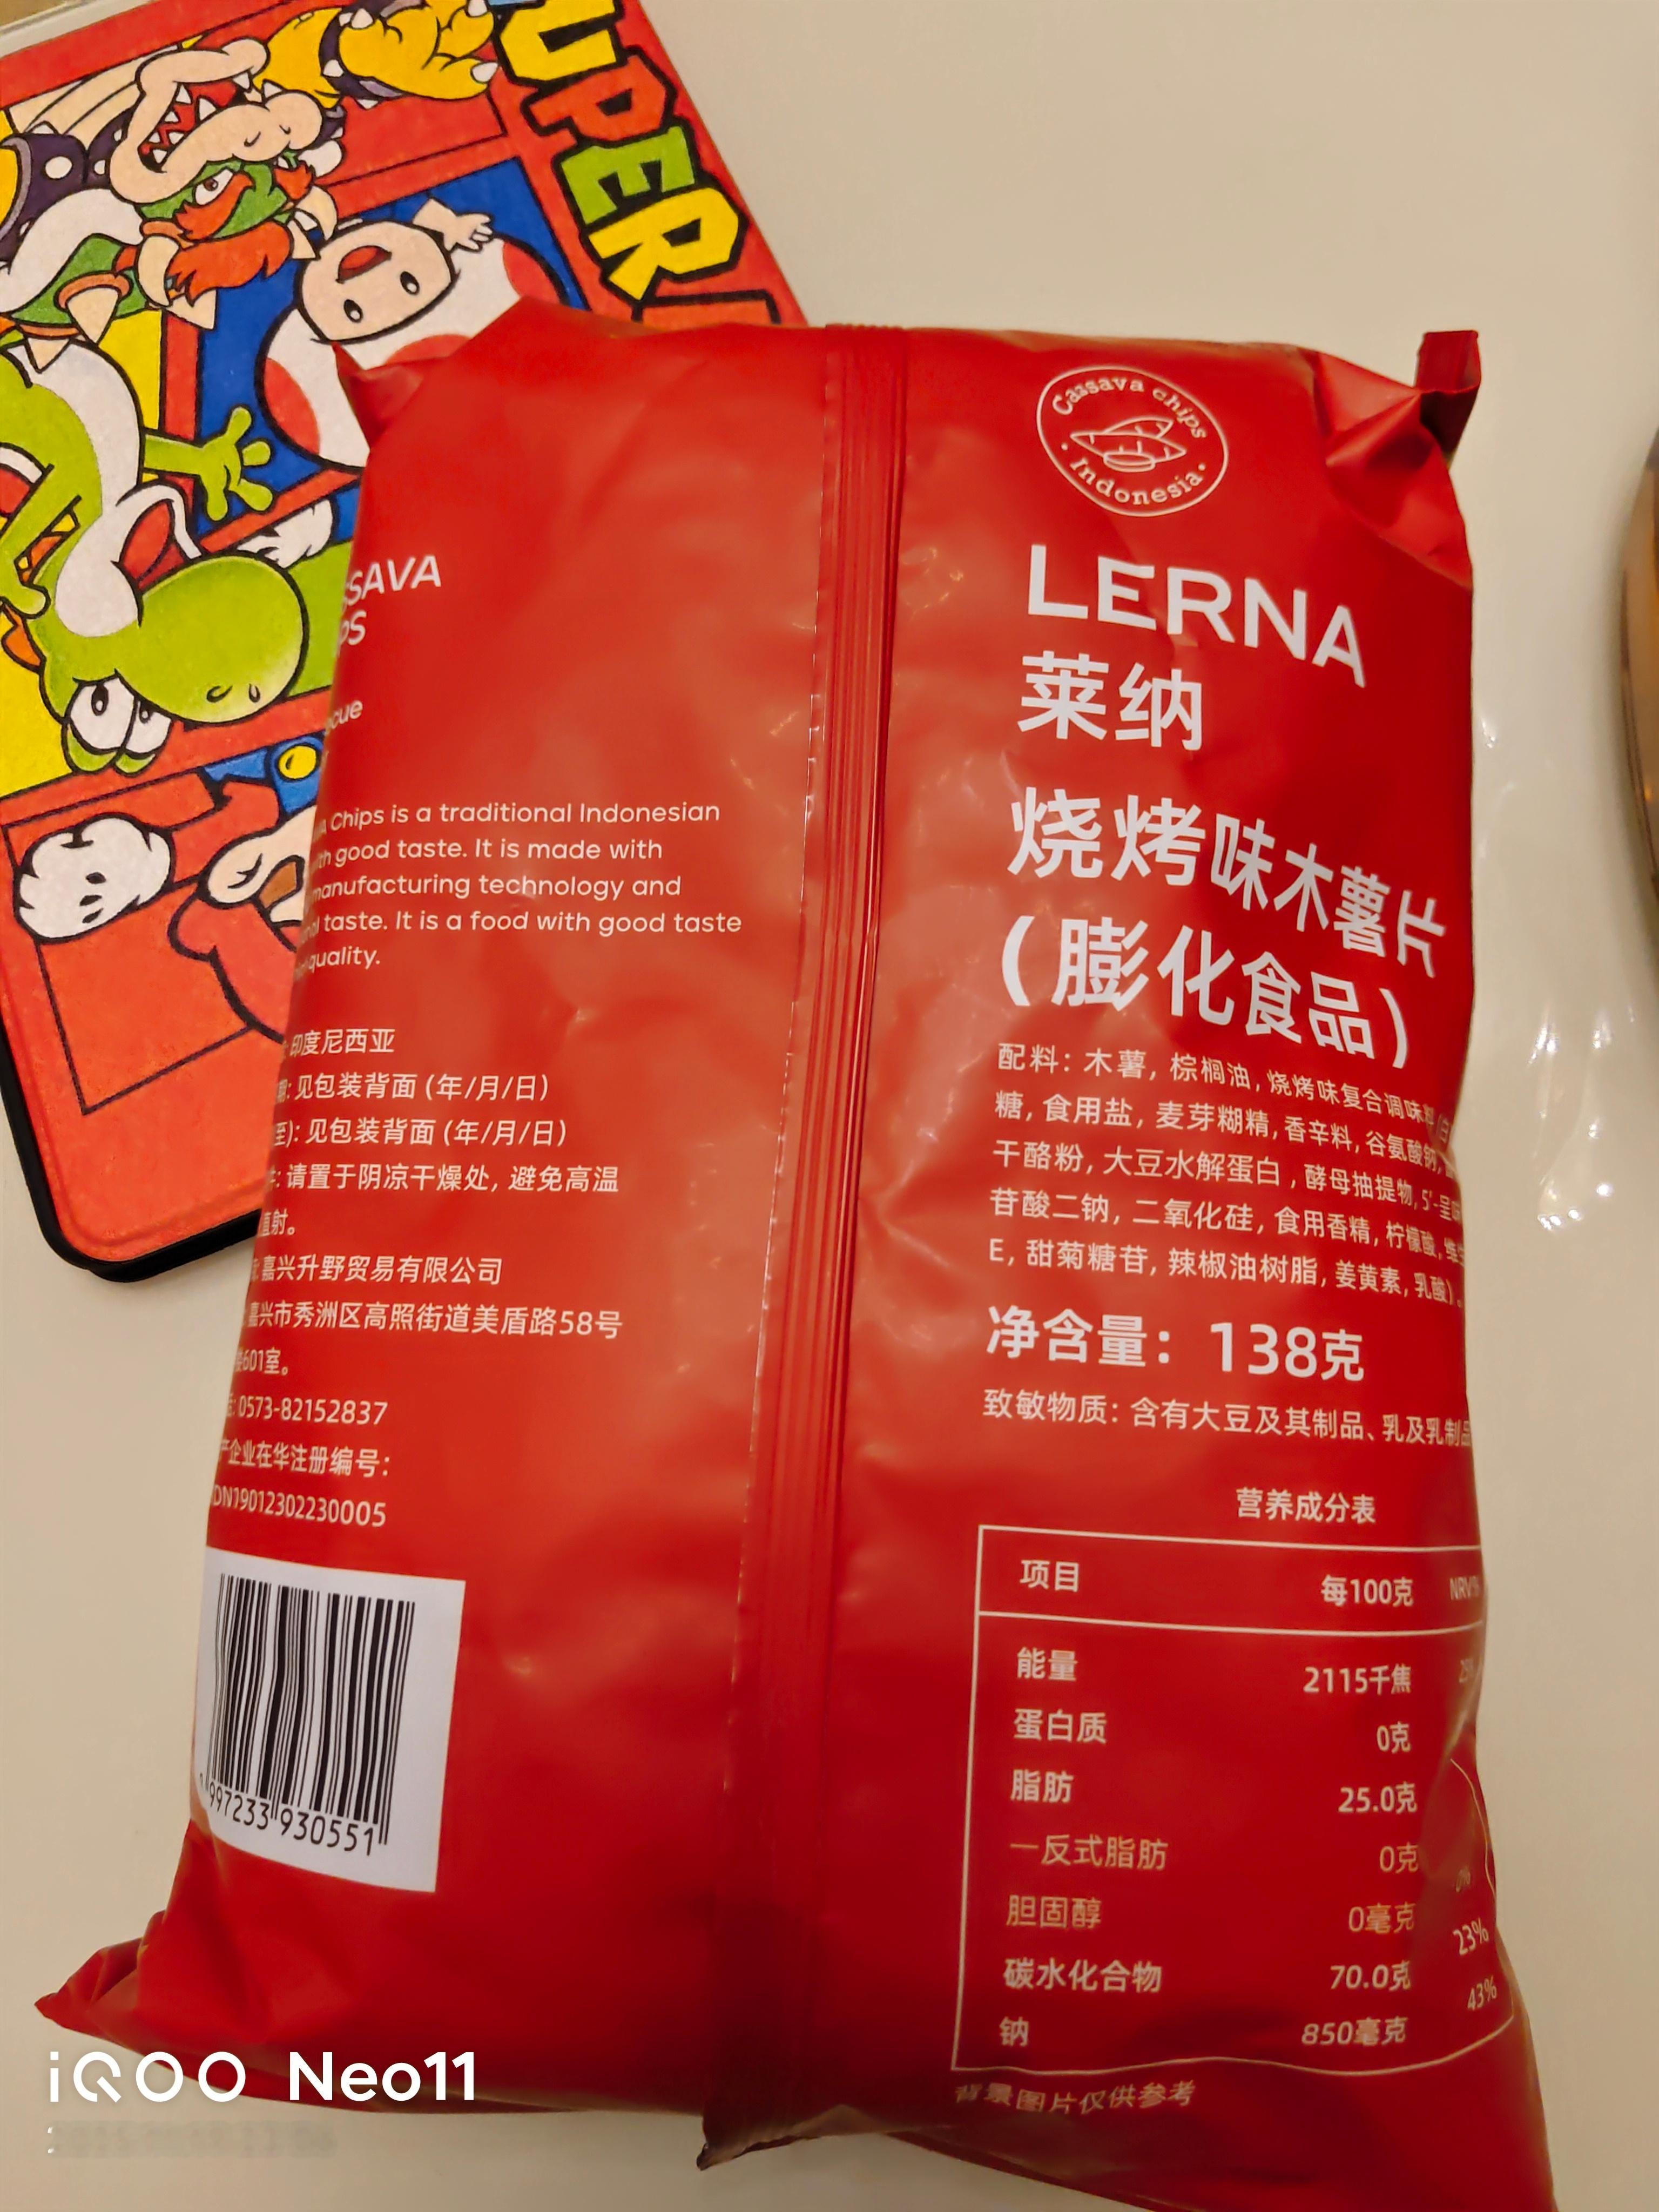 UPER
Cassava chips
Indonesia
LERNA
莱纳
烧烤味木薯片
(膨化食品)
配料: 木薯, 棕榈油, 烧烤味复合调味
糖, 食用盐, 麦芽糊精, 香辛料, 谷氨酸钠,
干酪粉, 大豆水解蛋白, 酵母抽提物, 5'-呈味
苷酸二钠, 二氧化硅, 食用香精, 柠檬酸, 维生
E, 甜菊糖苷, 辣椒油树脂, 姜黄素, 乳酸)。
净含量: 138克
致敏物质: 含有大豆及其制品、乳及乳制品
营养成分表
项目 每100克 NRV%
能量 2115千焦
蛋白质 0克
脂肪 25.0克
—反式脂肪 0克
胆固醇 0毫克 0%
碳水化合物 70.0克 23%
钠 850毫克 43%
背景图片仅供参考
SAVA
Chips is a traditional Indonesian
good taste. It is made with
manufacturing technology and
taste. It is a food with good taste
quality.
印度尼西亚
见包装背面 (年/月/日)
至): 见包装背面 (年/月/日)
请置于阴凉干燥处, 避免高温
直射。
嘉兴升野贸易有限公司
嘉兴市秀洲区高照街道美盾路58号
601室。
0573-82152837
企业在华注册编号:
DN19012302230005
997233 930551
iQOO Neo11